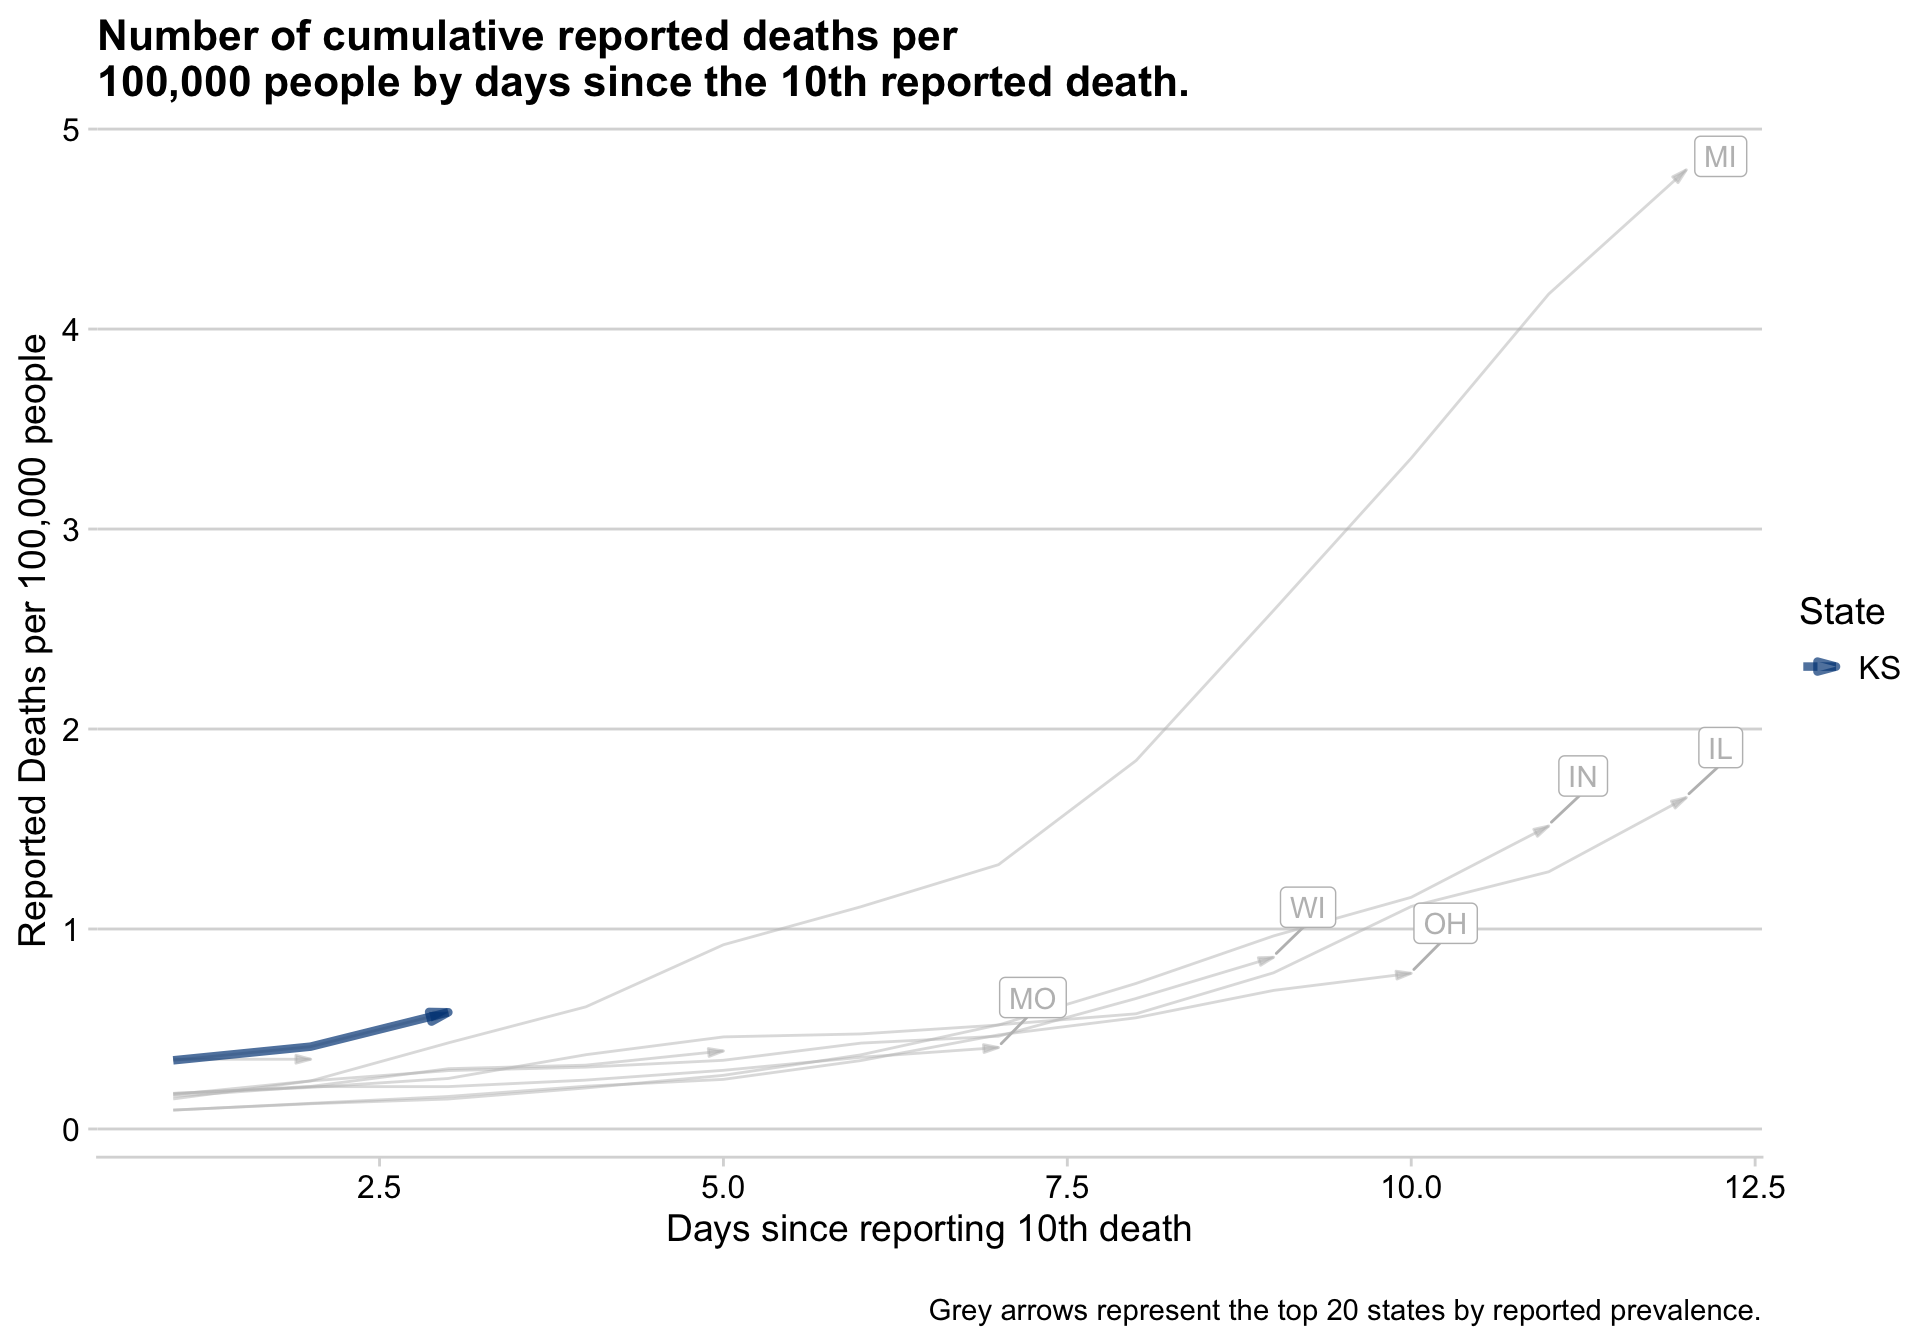 Number of cumulative reported deaths per
100,000 people by days since the 10th reported death.
Reported Deaths per 100,000 people
5
4
3
2
1
0
MI
IL
IN
WI
OH
MO
State
KS
2.5
5.0
7.5
10.0
12.5
Days since reporting 10th death
Grey arrows represent the top 20 states by reported prevalence.